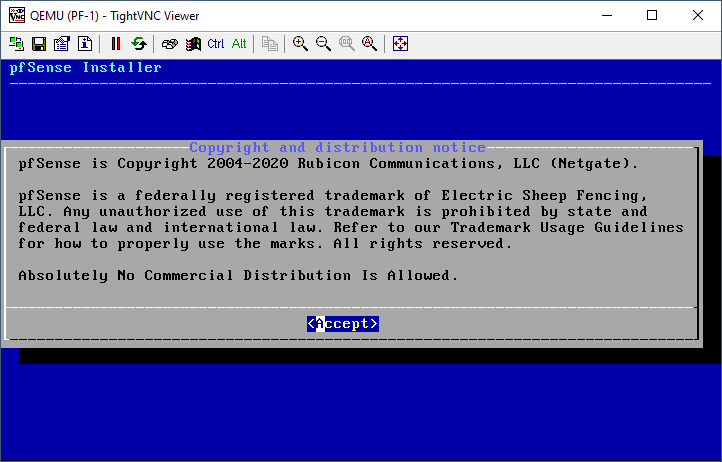 QEMU (PF-1) - TightVNC Viewer
Ctrl Alt
pfSense Installer
Copyright and distribution notice
pfSense is Copyright 2004-2020 Rubicon Communications, LLC (Netgate).
pfSense is a federally registered trademark of Electric Sheep Fencing,
LLC. Any unauthorized use of this trademark is prohibited by state and
federal law and international law. Refer to our Trademark Usage Guidelines
for how to properly use the marks. All rights reserved.
Absolutely No Commercial Distribution Is Allowed.
<Accept>